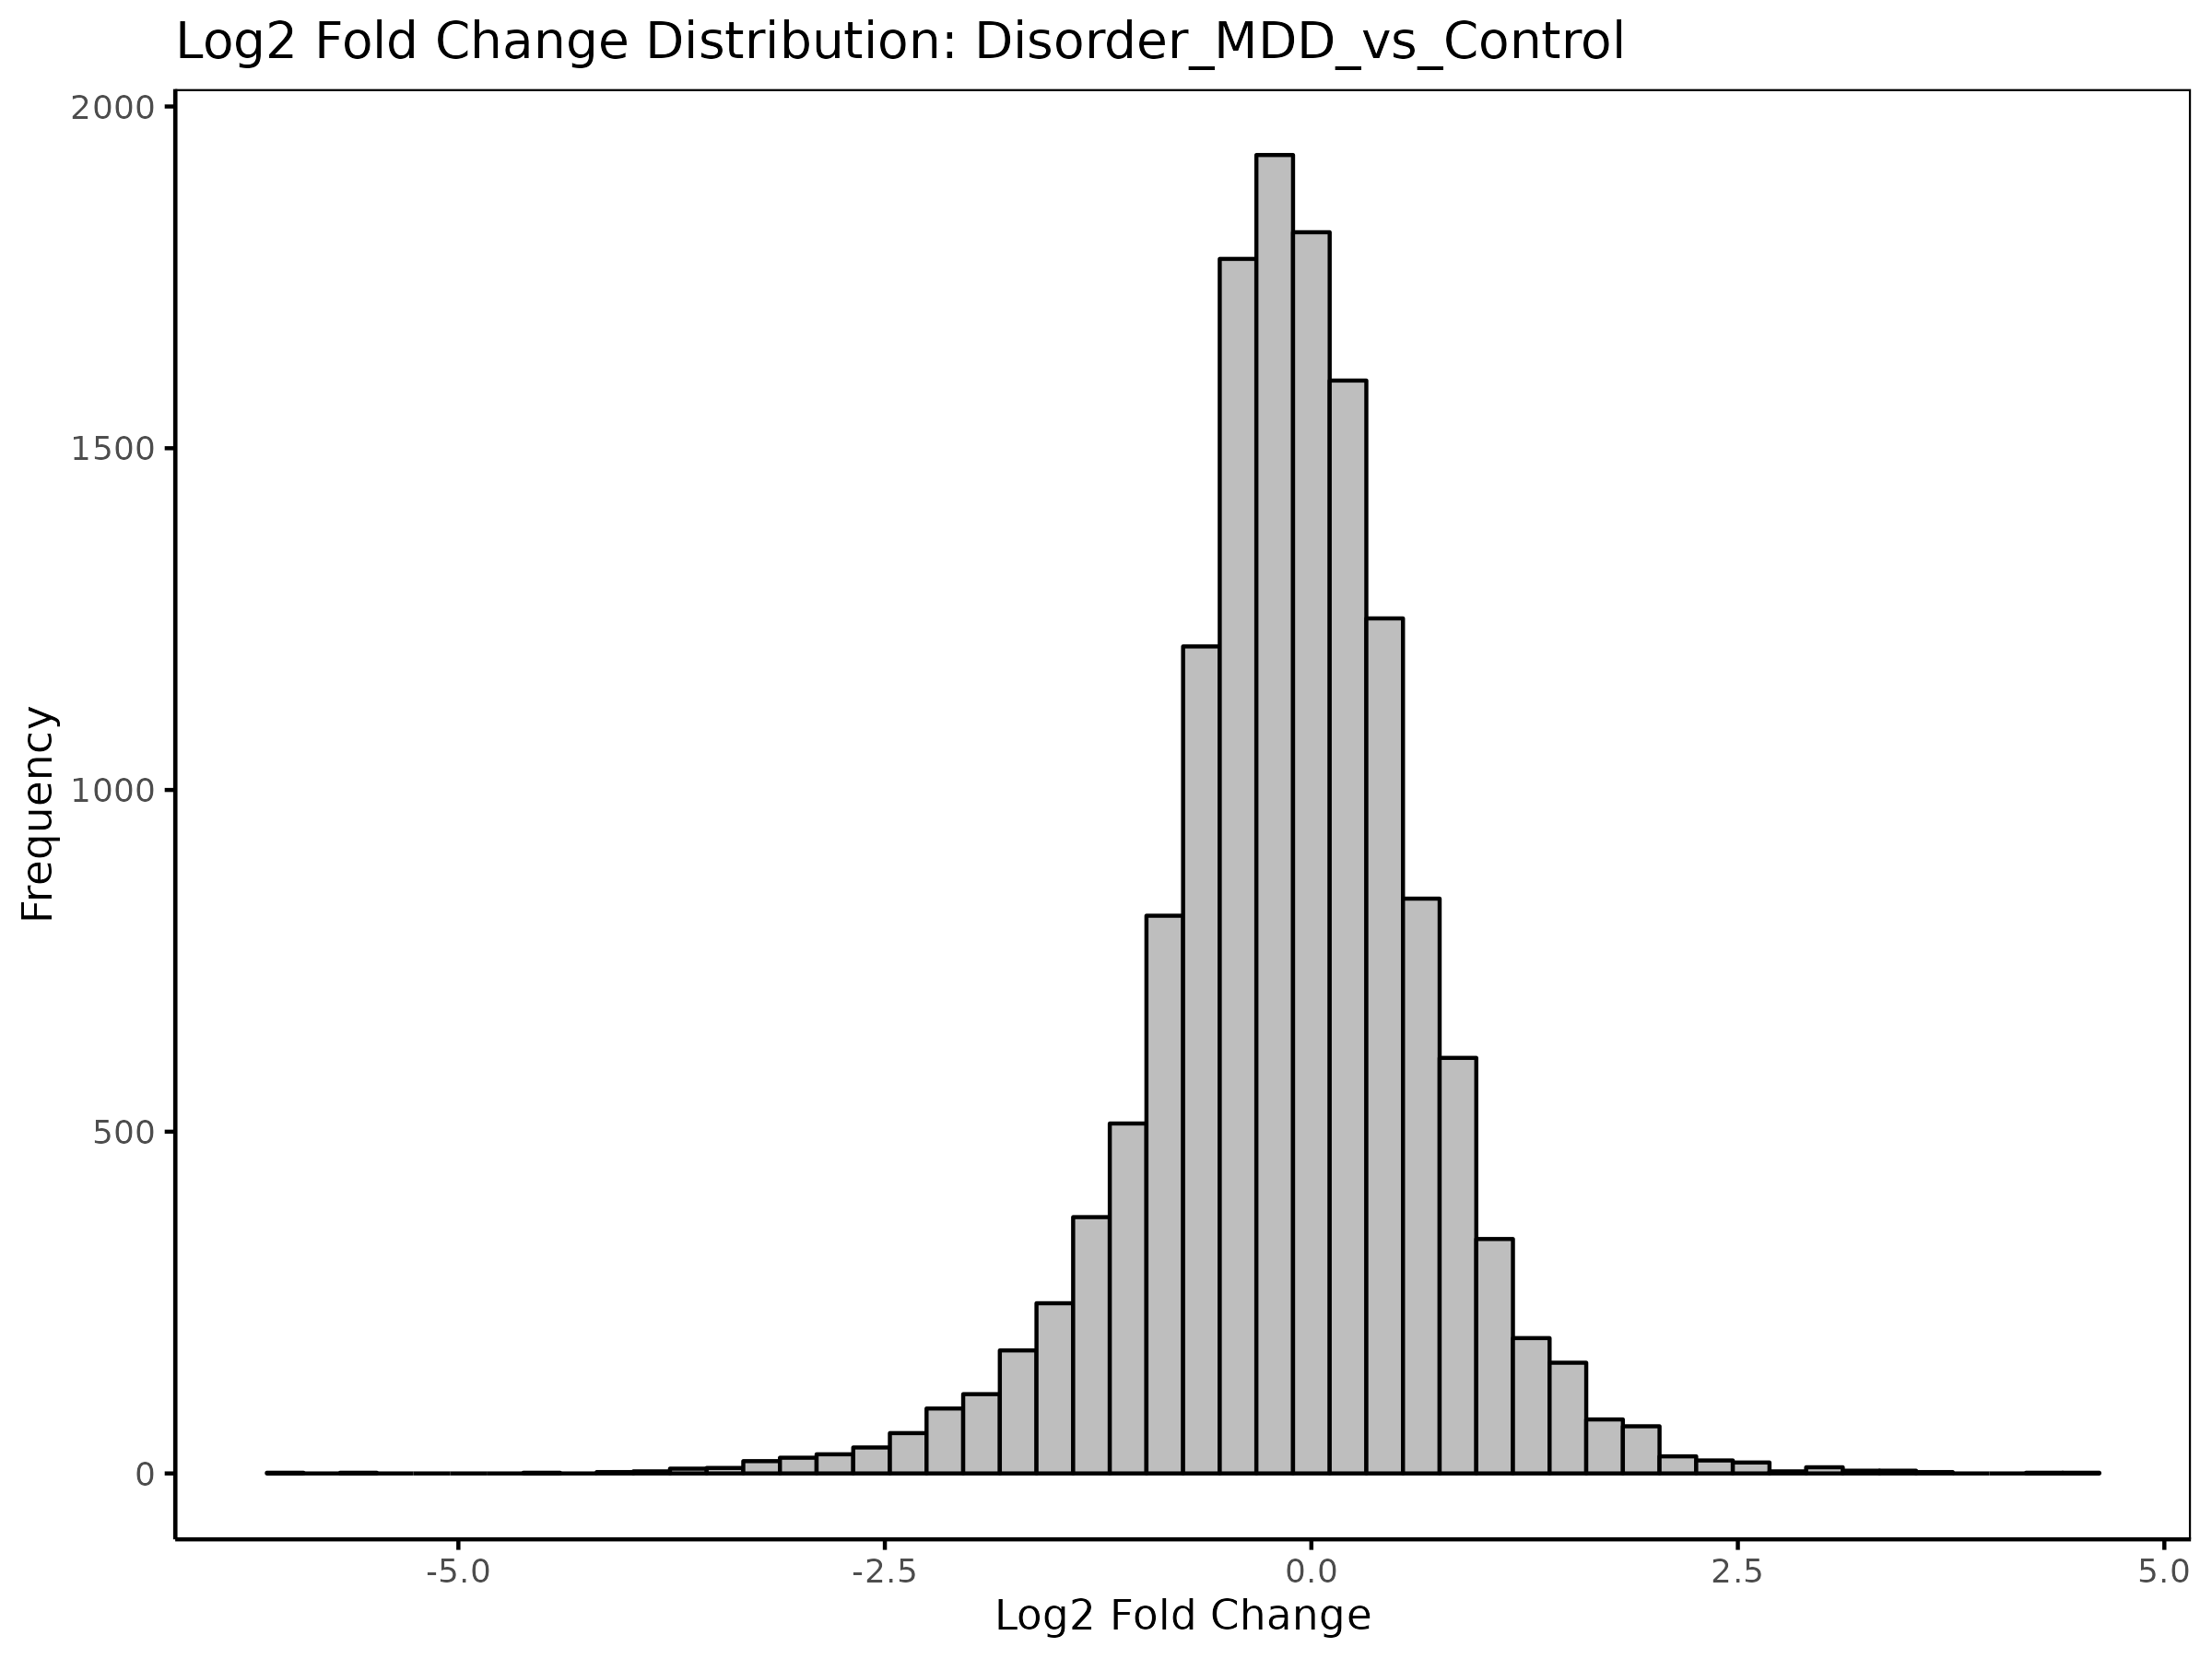 Log2 Fold Change Distribution: Disorder_MDD_vs_Control
2000
1500
1000
500
0
Frequency
-5.0 -2.5 0.0 2.5 5.0
Log2 Fold Change